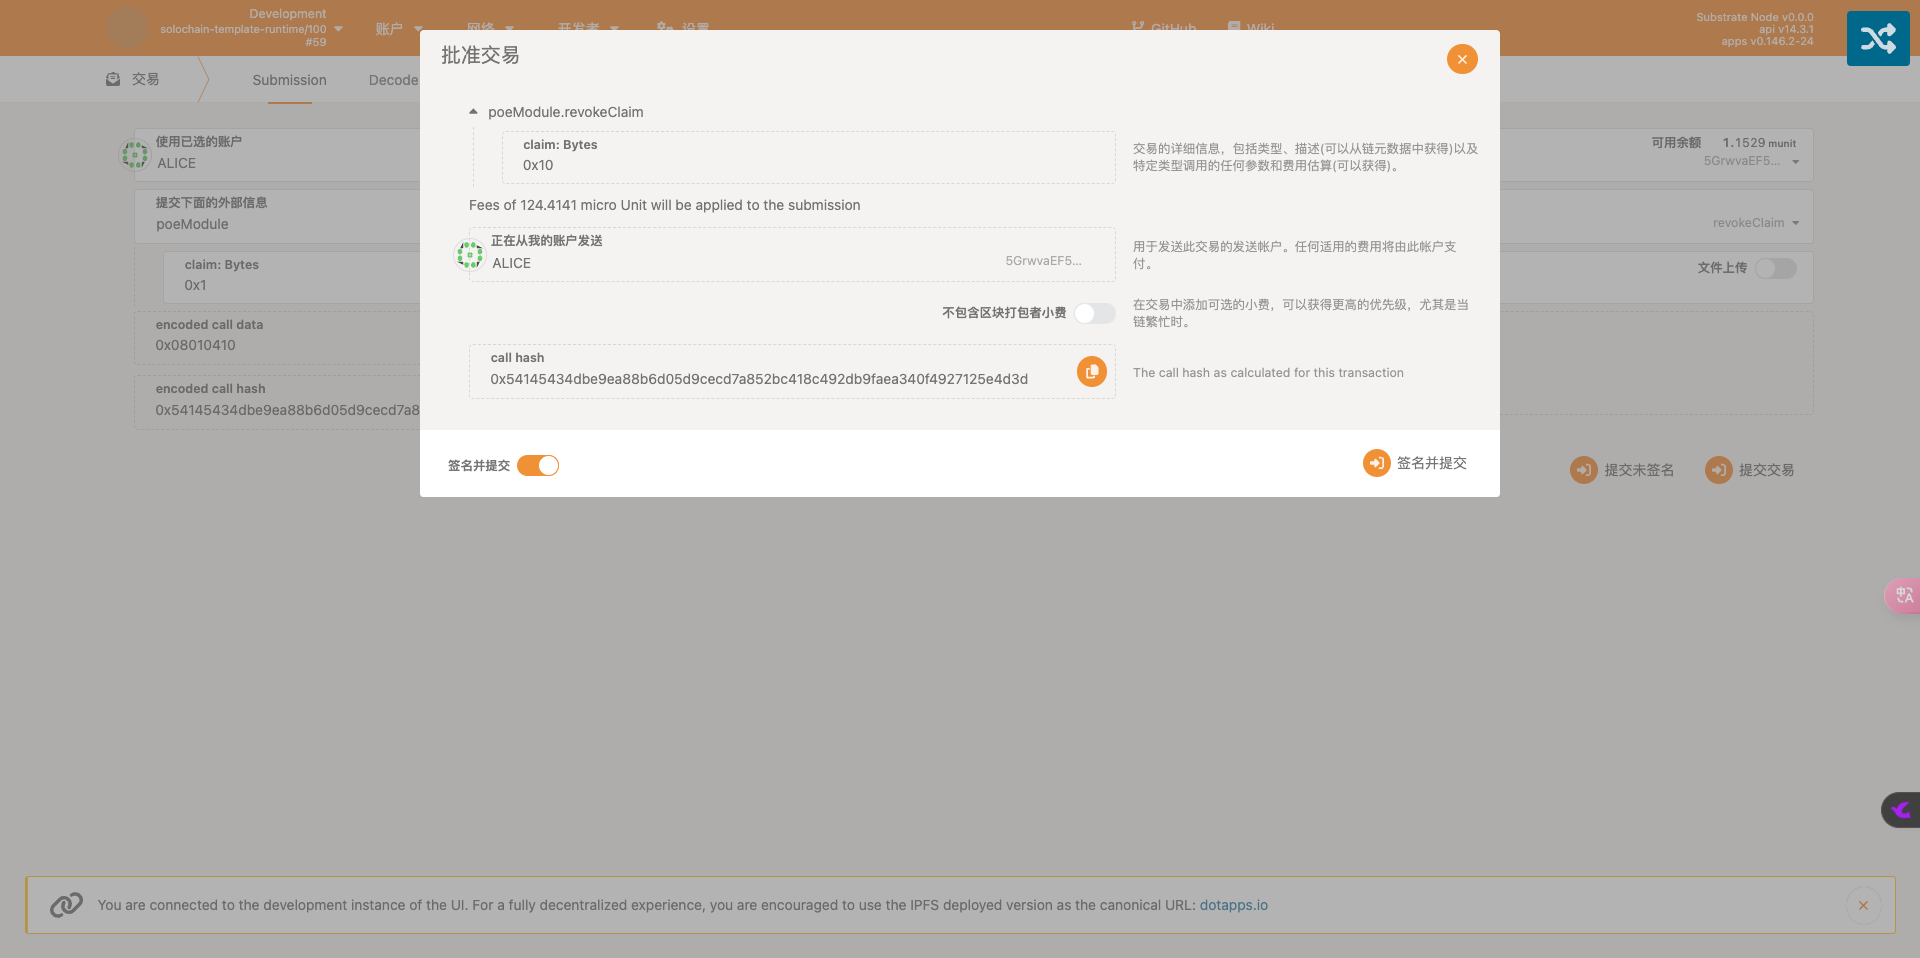 Development
solochain-template-runtime/100
#59
账户
网络
开发者
设置
GitHub
Wiki
Substrate Node v0.0.0
api v14.3.1
apps v0.146.2-24
交易
Submission
Decode
使用已选的账户
ALICE
可用余额 1.1529 munit
5GrwvaEF5...
提交下面的外部信息
poeModule
revokeClaim
claim: Bytes
0x1
文件上传
encoded call data
0x08010410
encoded call hash
0x54145434dbe9ea88b6d05d9cecd7a8
提交未签名
提交交易
批准交易
poeModule.revokeClaim
claim: Bytes
0x10
交易的详细信息，包括类型、描述(可以从链元数据中获得)以及
特定类型调用的任何参数和费用估算(可以获得)。
Fees of 124.4141 micro Unit will be applied to the submission
正在从我的账户发送
ALICE
5GrwvaEF5...
用于发送此交易的发送帐户。任何适用的费用将由此帐户支
付。
不包含区块打包者小费
在交易中添加可选的小费，可以获得更高的优先级，尤其是当
链繁忙时。
call hash
0x54145434dbe9ea88b6d05d9cecd7a852bc418c492db9faea340f4927125e4d3d
The call hash as calculated for this transaction
签名并提交
签名并提交
You are connected to the development instance of the UI. For a fully decentralized experience, you are encouraged to use the IPFS deployed version as the canonical URL: dotapps.io